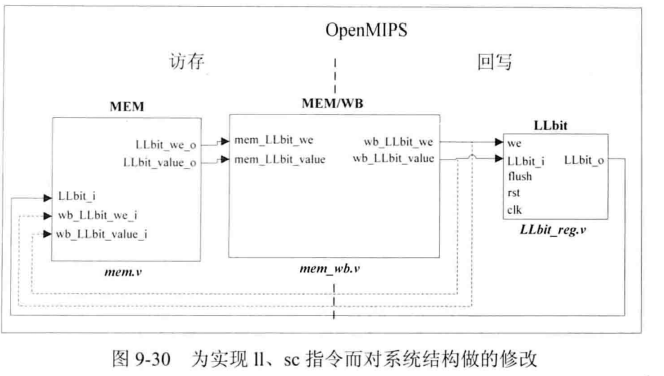 OpenMIPS
访存
回写
MEM
MEM/WB
LLbit
LLbit_we_o
LLbit_value_o
LLbit_i
wb_LLbit_we_i
wb_LLbit_value_i
mem.v
mem_LLbit_we
mem_LLbit_value
wb_LLbit_we
wb_LLbit_value
mem_wb.v
we
LLbit_i
flush
rst
clk
LLbit_o
LLbit_reg.v
图 9-30 为实现 ll、sc 指令而对系统结构做的修改